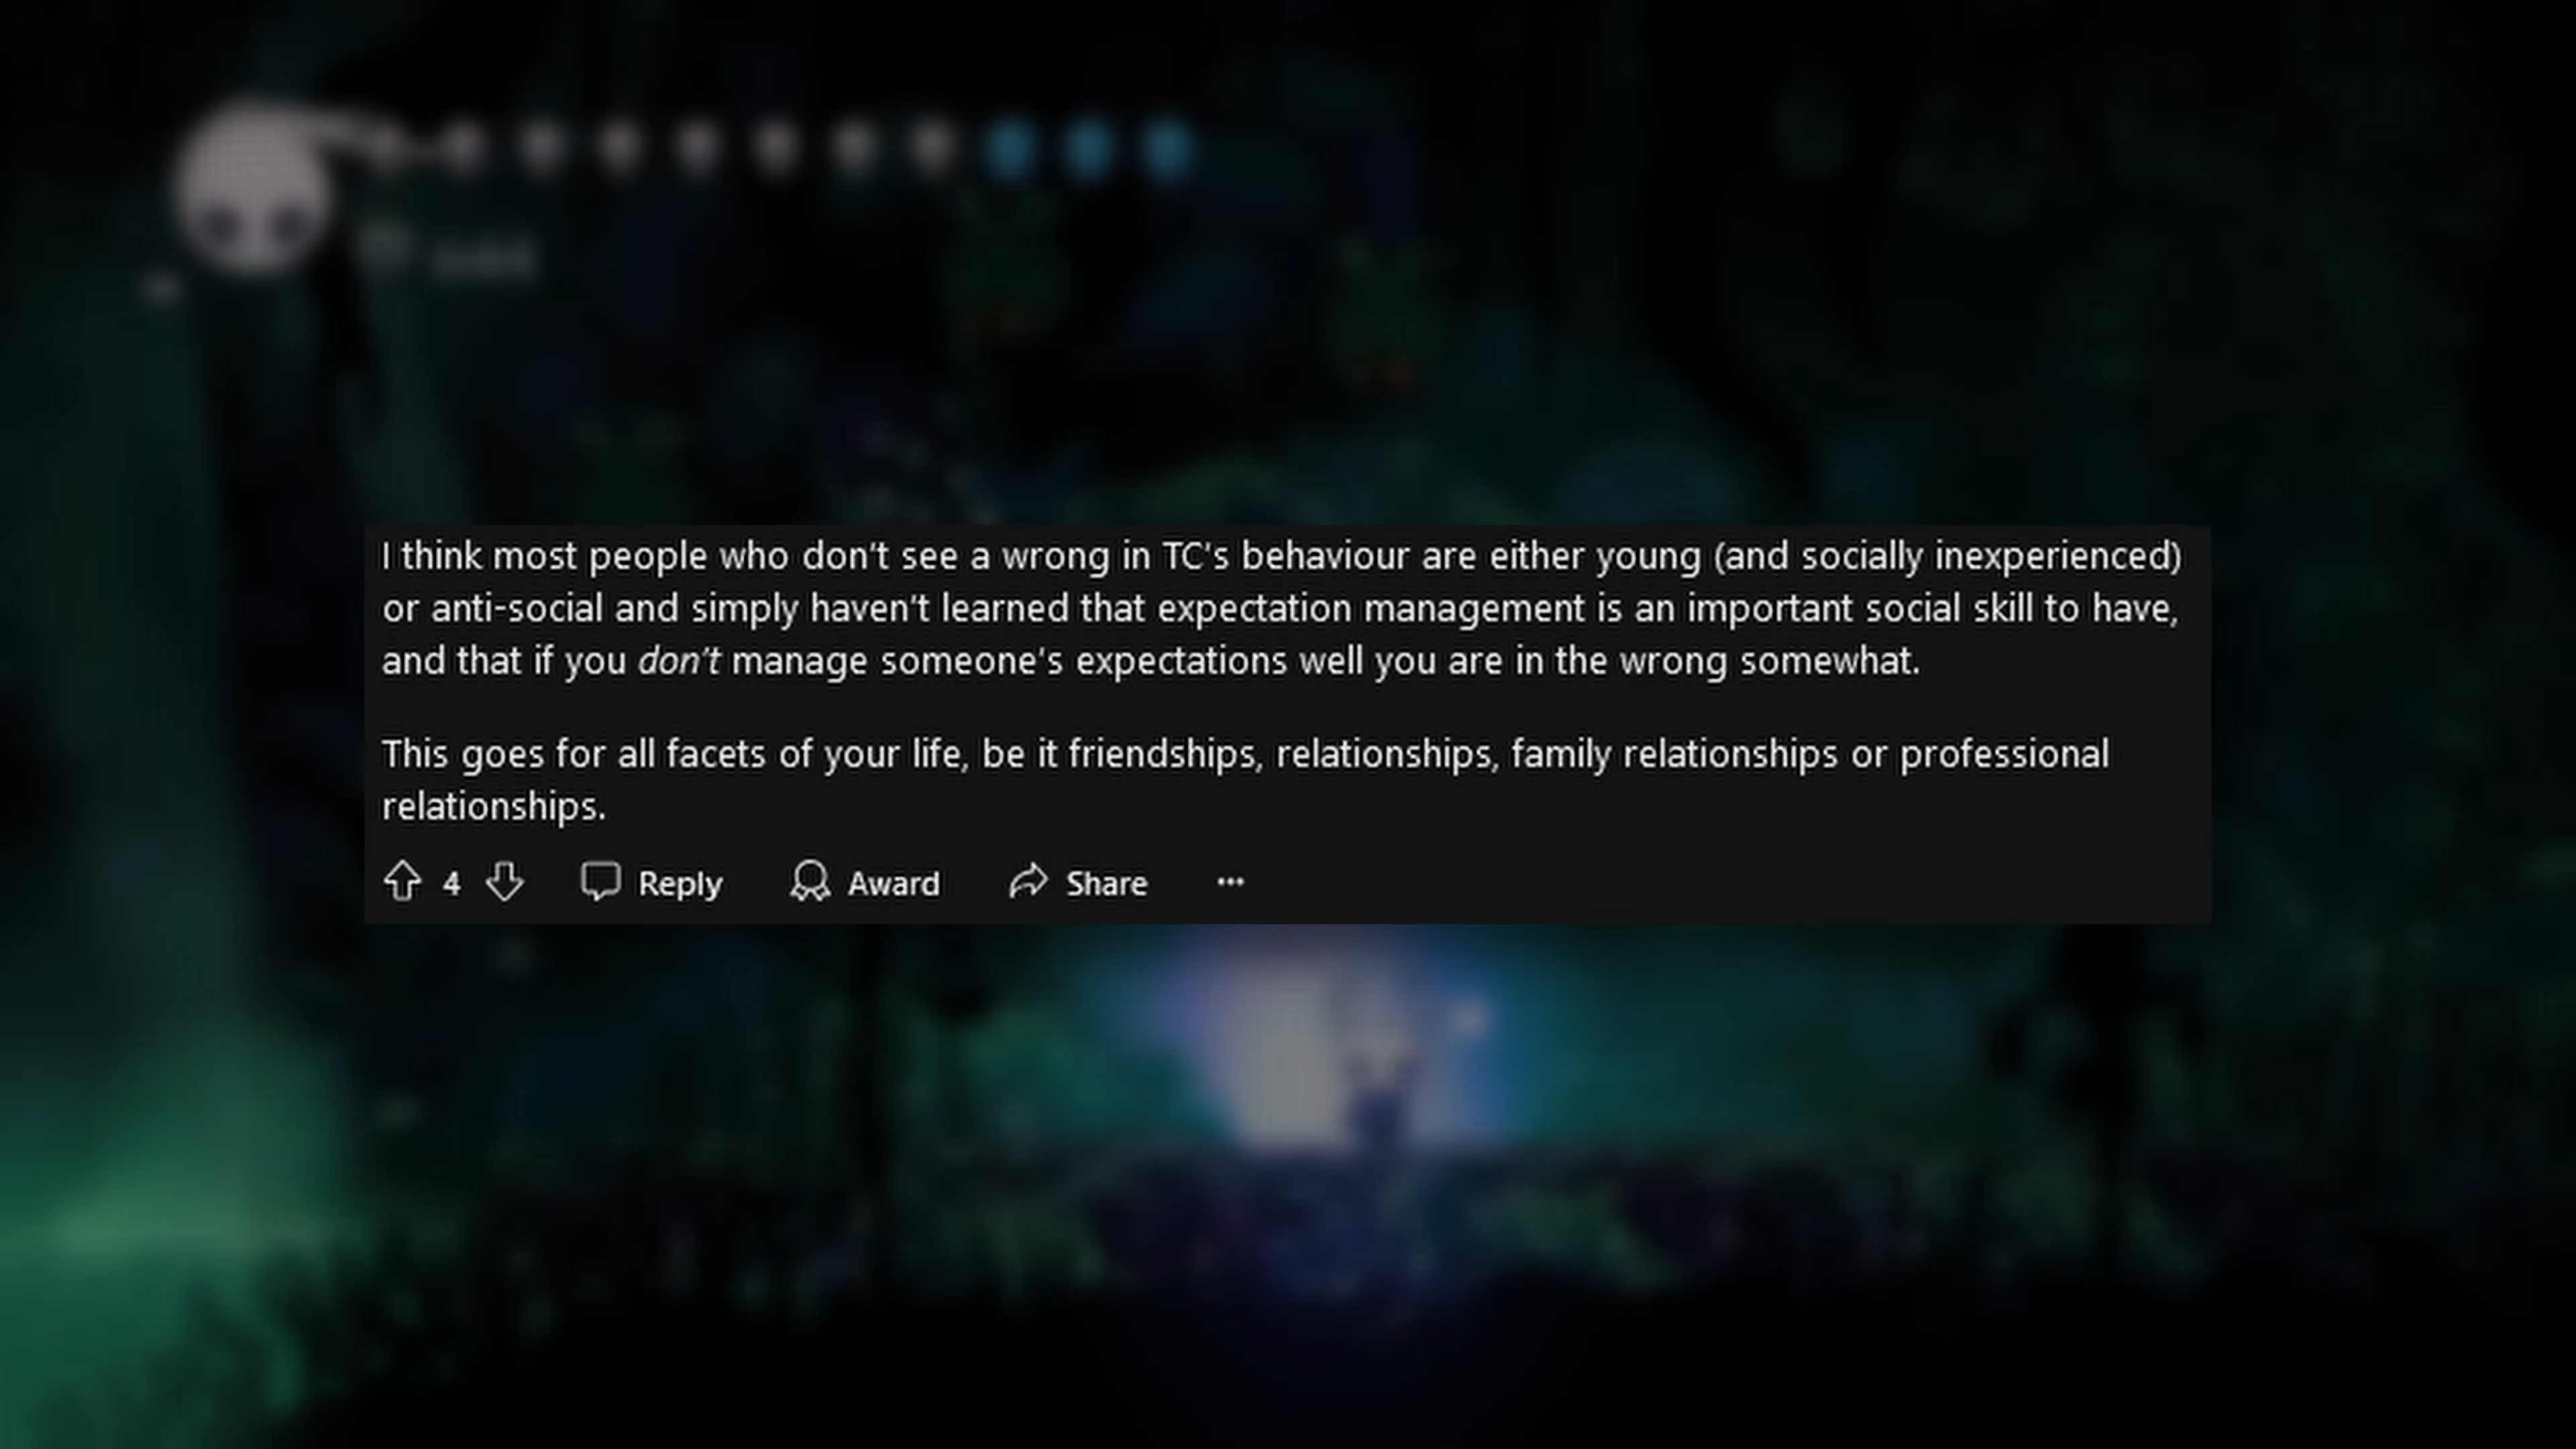 I think most people who don't see a wrong in TC's behaviour are either young (and socially inexperienced)
or anti-social and simply haven't learned that expectation management is an important social skill to have,
and that if you don't manage someone's expectations well you are in the wrong somewhat.
This goes for all facets of your life, be it friendships, relationships, family relationships or professional
relationships.
4 Reply Award Share ...